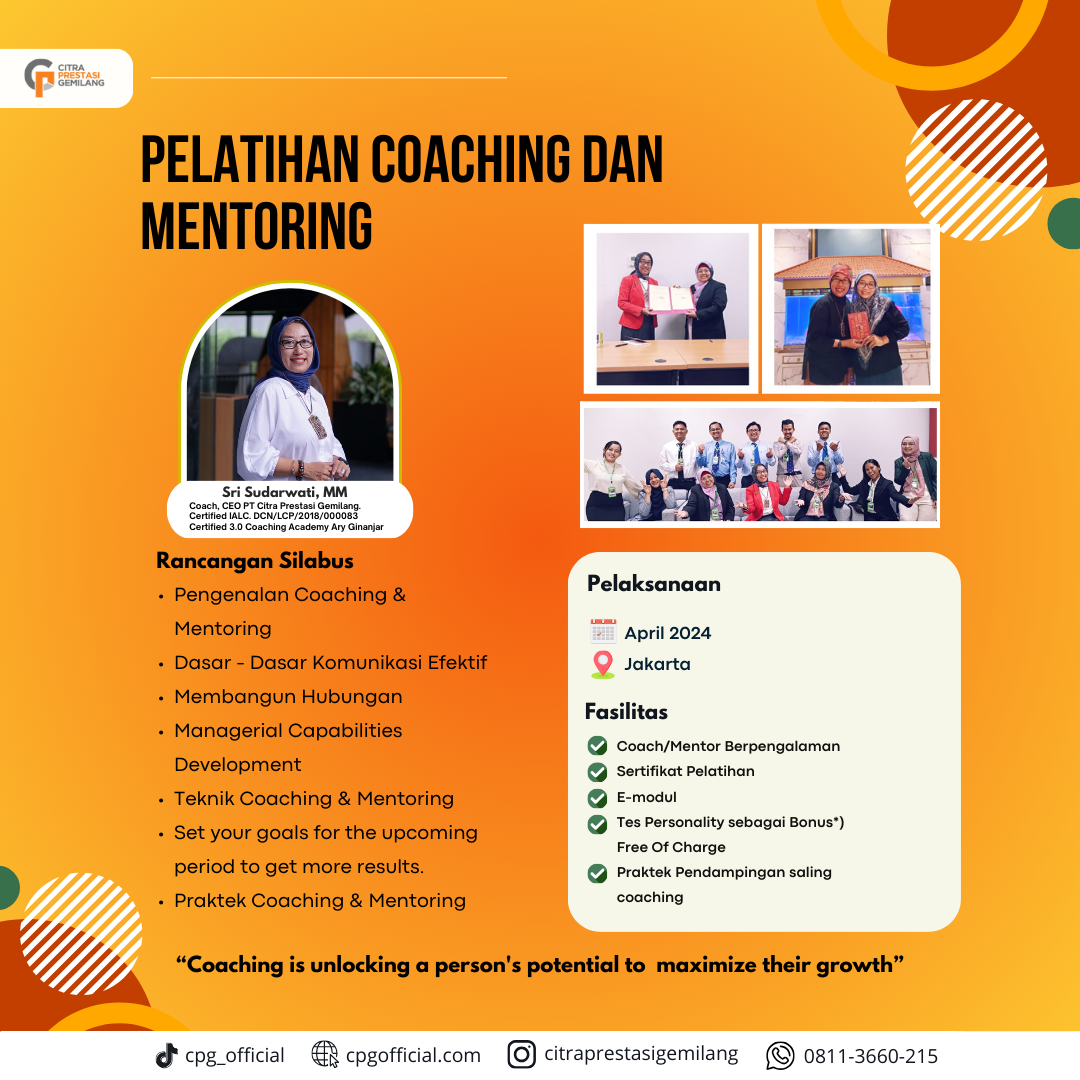 CITRA
PRESTASI
GEMILANG
PELATIHAN COACHING DAN
MENTORING
Sri Sudarwati, MM
Coach, CEO PT Citra Prestasi Gemilang.
Certified IALC. DCN/LCP/2018/000083
Certified 3.0 Coaching Academy Ary Ginanjar
Rancangan Silabus
• Pengenalan Coaching &
Mentoring
• Dasar - Dasar Komunikasi Efektif
• Membangun Hubungan
• Managerial Capabilities
Development
• Teknik Coaching & Mentoring
• Set your goals for the upcoming
period to get more results.
• Praktek Coaching & Mentoring
Pelaksanaan
April 2024
Jakarta
Fasilitas
Coach/Mentor Berpengalaman
Sertifikat Pelatihan
E-modul
Tes Personality sebagai Bonus*)
Free Of Charge
Praktek Pendampingan saling
coaching
“Coaching is unlocking a person's potential to  maximize their growth”
cpg_official
cpgofficial.com
citraprestasigemilang
0811-3660-215